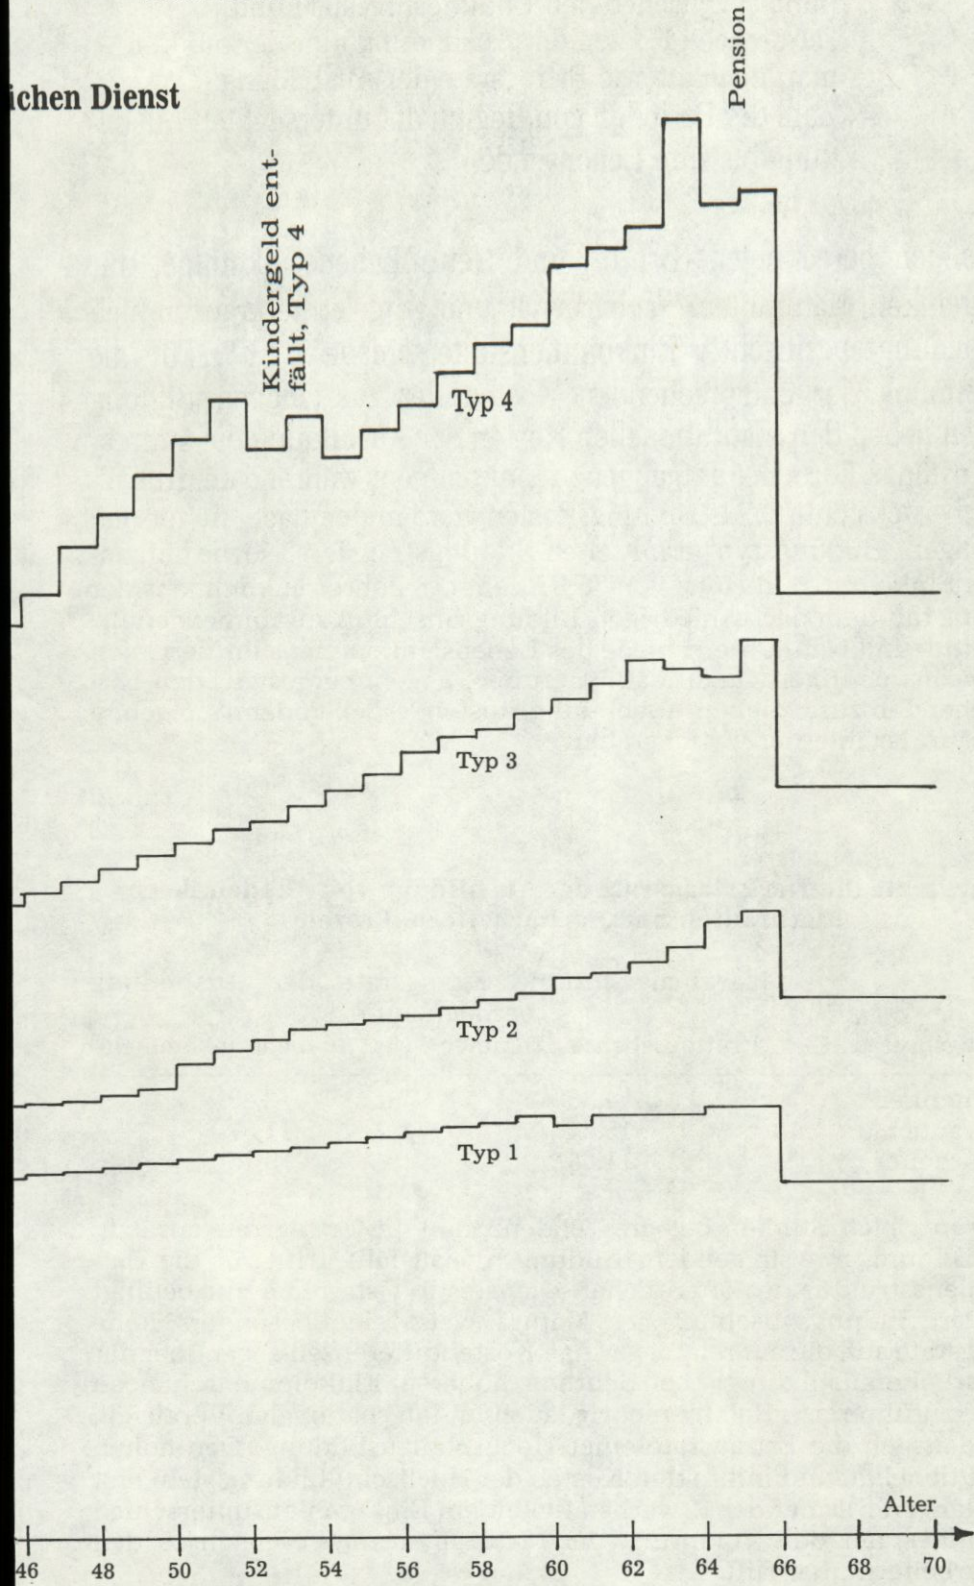 Pension
ichen Dienst
Kindergeld ent-
fällt, Typ 4
Typ 4
Typ 3
Typ 2
Typ 1
Alter
46 48 50 52 54 56 58 60 62 64 66 68 70